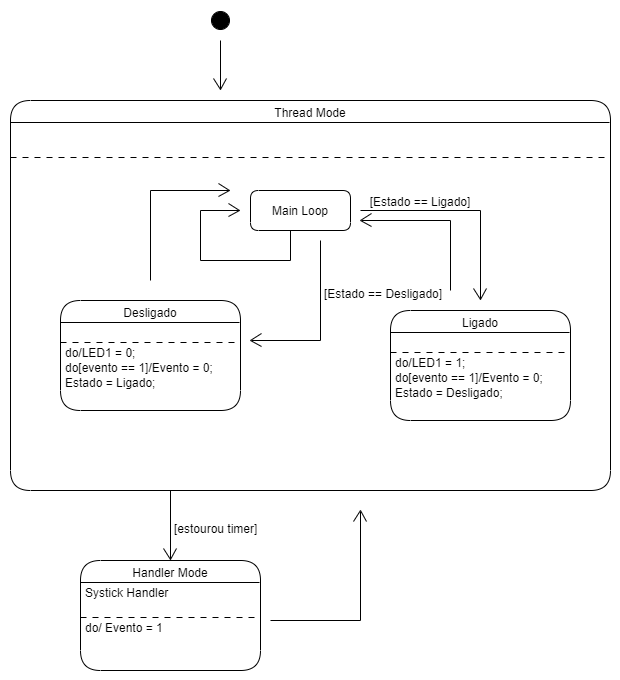 Thread Mode
Main Loop
[Estado == Ligado]
[Estado == Desligado]
Desligado
do/LED1 = 0;
do[evento == 1]/Evento = 0;
Estado = Ligado;
Ligado
do/LED1 = 1;
do[evento == 1]/Evento = 0;
Estado = Desligado;
[estourou timer]
Handler Mode
Systick Handler
do/ Evento = 1